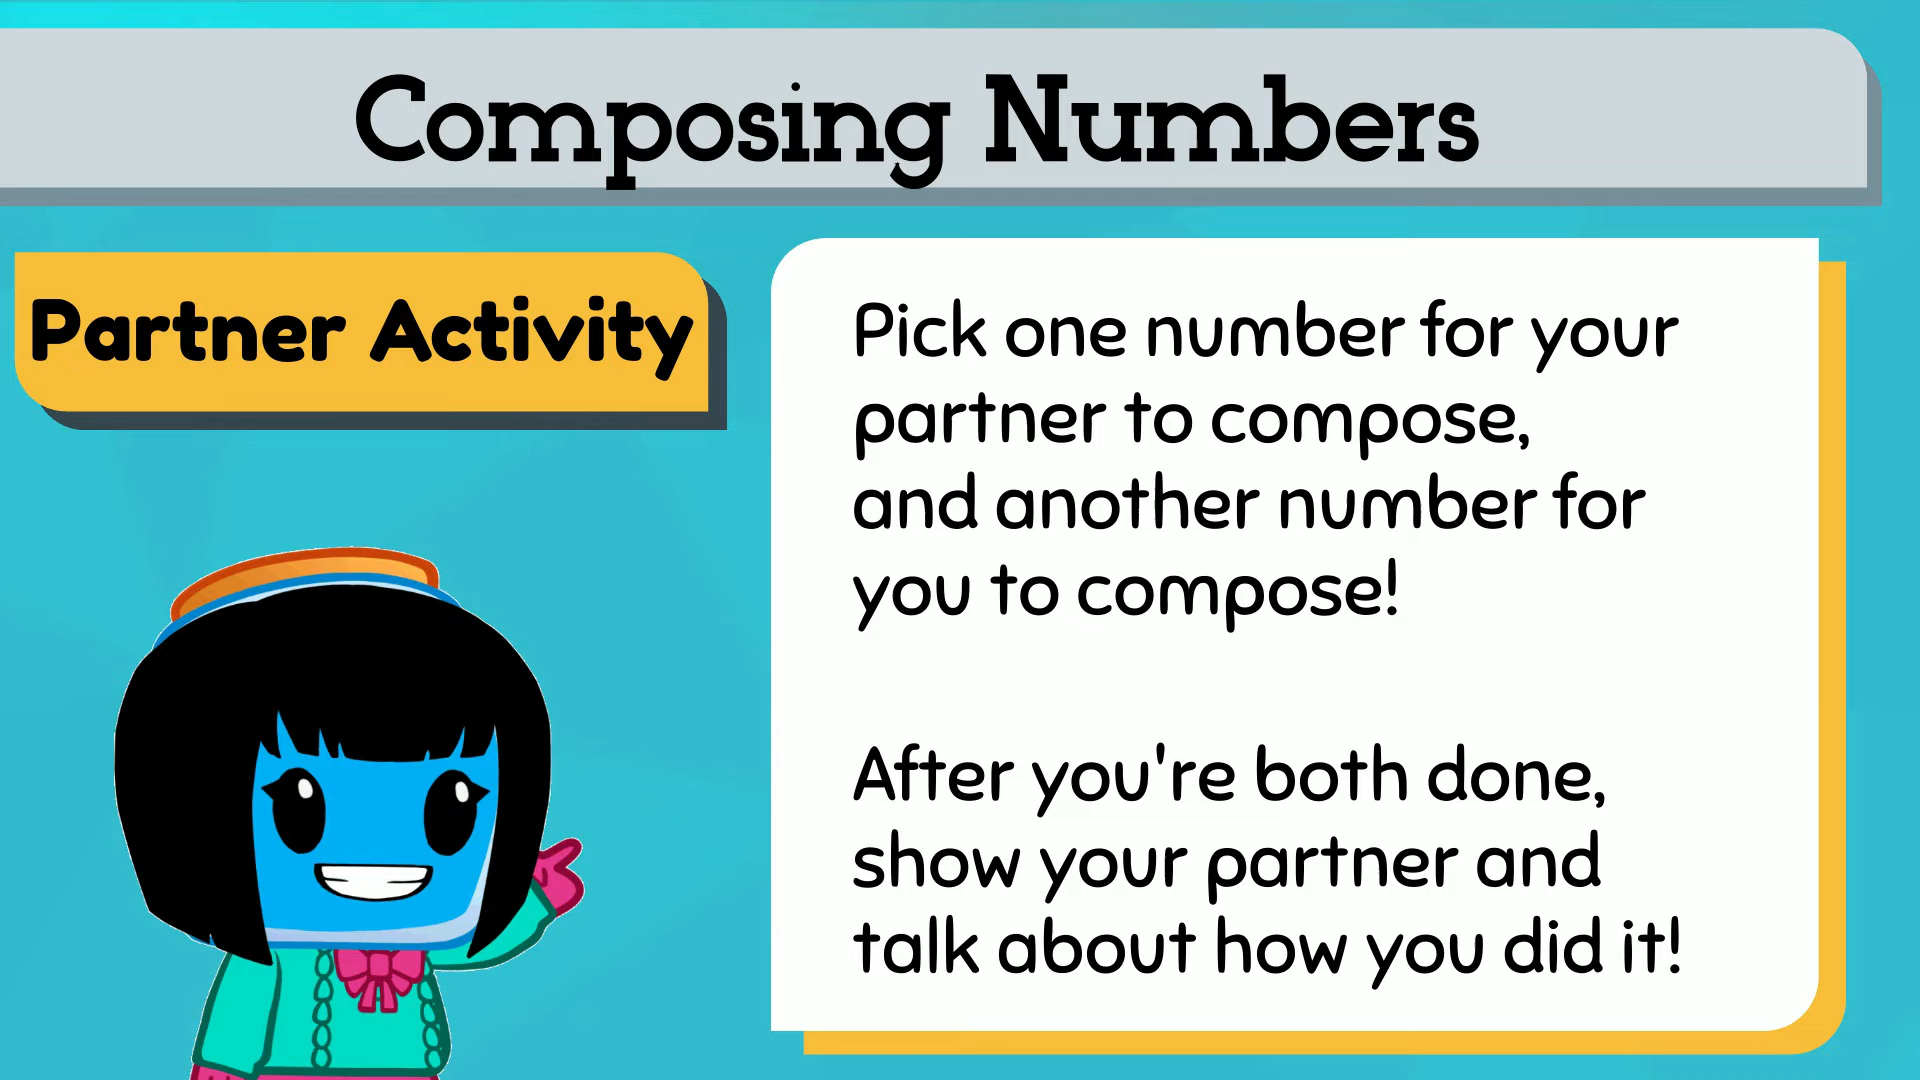 Composing Numbers
Partner Activity
Pick one number for your
partner to compose,
and another number for
you to compose!
After you're both done,
show your partner and
talk about how you did it!